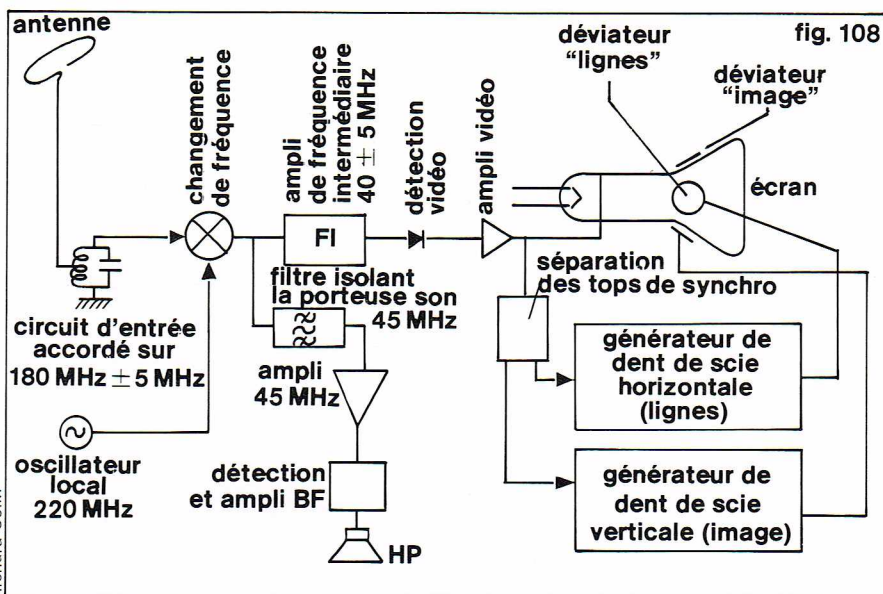 antenne
fig. 108
déviateur
"lignes"
déviateur
"image"
écran
changement
de fréquence
ampli
de fréquence
intermédiaire
40 ± 5 MHz
détection
vidéo
ampli vidéo
FI
filtre isolant
la porteuse son
45 MHz
séparation
des tops de synchro
circuit d'entrée
accordé sur
180 MHz ± 5 MHz
ampli
45 MHz
générateur de
dent de scie
horizontale
(lignes)
oscillateur
local
220 MHz
détection
et ampli BF
générateur de
dent de scie
verticale (image)
HP